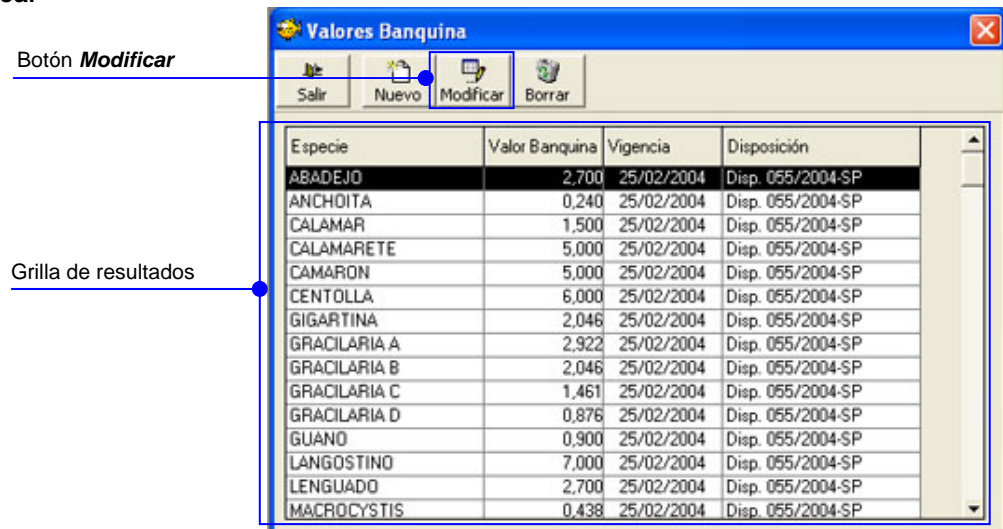 Valores Banquina
Botón Modificar
Salir Nuevo Modificar Borrar
Especie Valor Banquina Vigencia Disposición
ABADEJO 2,700 25/02/2004 Disp. 055/2004-SP
ANCHOITA 0,240 25/02/2004 Disp. 055/2004-SP
CALAMAR 1,500 25/02/2004 Disp. 055/2004-SP
CALAMARETE 5,000 25/02/2004 Disp. 055/2004-SP
Grilla de resultados
CAMARON 5,000 25/02/2004 Disp. 055/2004-SP
CENTOLLA 6,000 25/02/2004 Disp. 055/2004-SP
GIGARTINA 2,046 25/02/2004 Disp. 055/2004-SP
GRACILARIA A 2,922 25/02/2004 Disp. 055/2004-SP
GRACILARIA B 2,046 25/02/2004 Disp. 055/2004-SP
GRACILARIA C 1,461 25/02/2004 Disp. 055/2004-SP
GRACILARIA D 0,876 25/02/2004 Disp. 055/2004-SP
GUANO 0,900 25/02/2004 Disp. 055/2004-SP
LANGOSTINO 7,000 25/02/2004 Disp. 055/2004-SP
LENGUADO 2,700 25/02/2004 Disp. 055/2004-SP
MACROCYSTIS 0,438 25/02/2004 Disp. 055/2004-SP